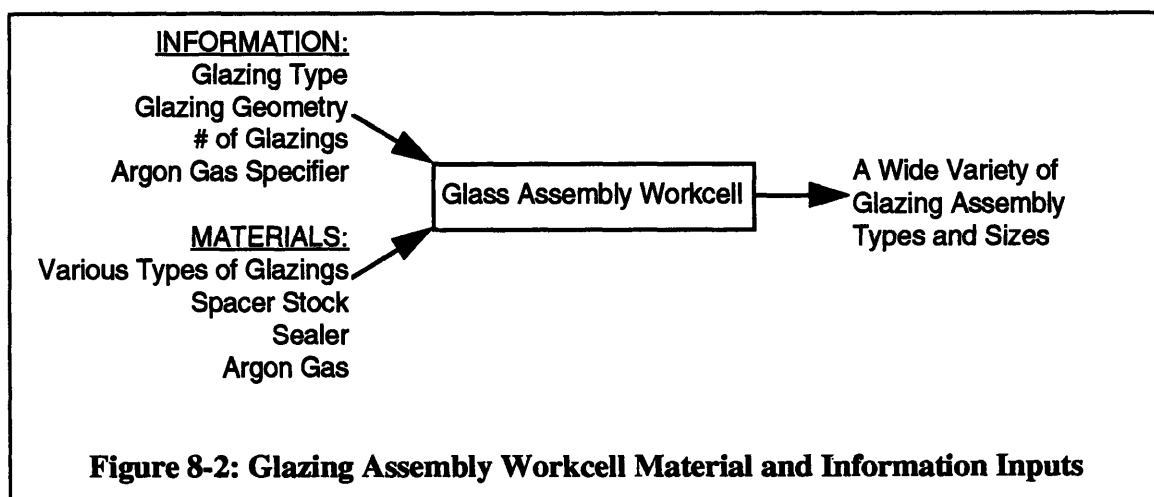 INFORMATION:
Glazing Type
Glazing Geometry
# of Glazings
Argon Gas Specifier
MATERIALS:
Various Types of Glazings
Spacer Stock
Sealer
Argon Gas
Glass Assembly Workcell
A Wide Variety of
Glazing Assembly
Types and Sizes
Figure 8-2: Glazing Assembly Workcell Material and Information Inputs